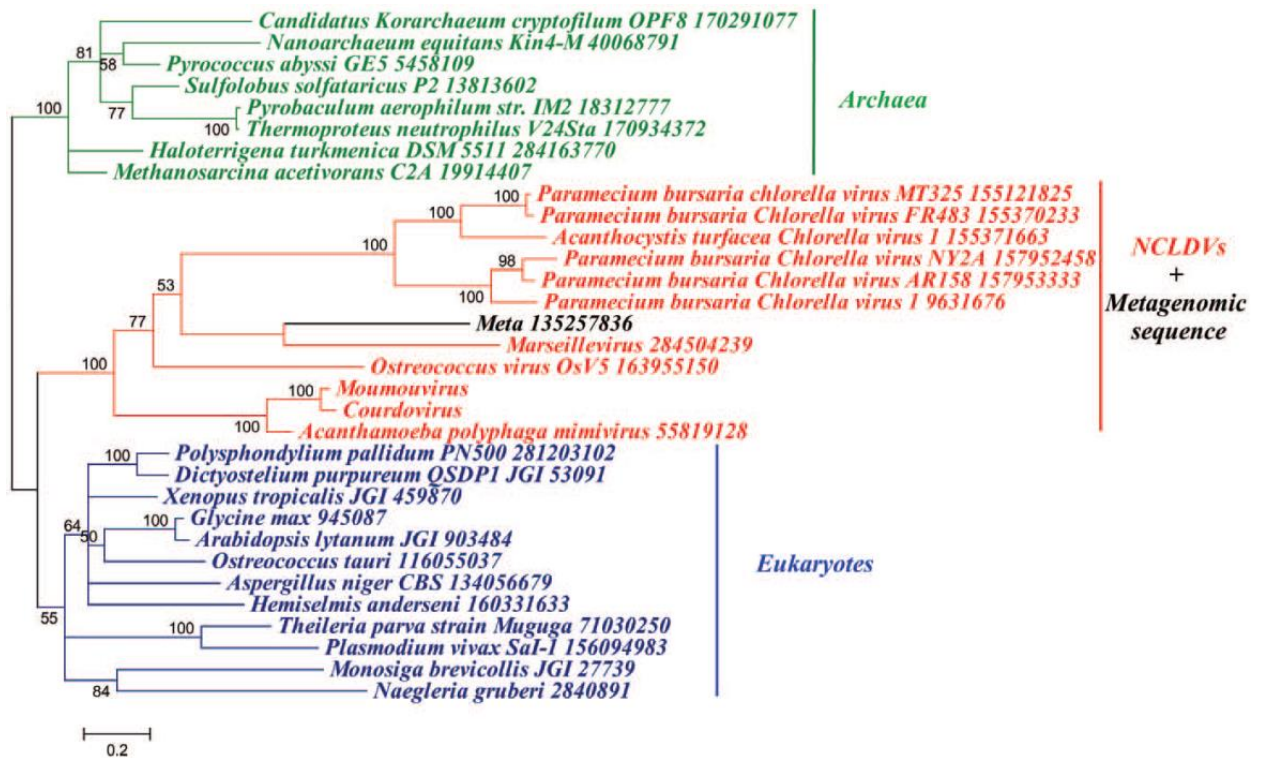 Candidatus Korarchaeum cryptofilum OPF8 170291077
Nanoarchaeum equitans Kin4-M 40068791
81
58
Pyrococcus abyssi GE5 5458109
Sulfolobus solfataricus P2 13813602
100
77
Pyrobaculum aerophilum str. IM2 18312777
Archaea
100
Thermoproteus neutrophilus V24Sta 170934372
Haloterrigena turkmenica DSM 5511 284163770
Methanosarcina acetivorans C2A 19914407
100
Paramecium bursaria chlorella virus MT325 155121825
100
Paramecium bursaria Chlorella virus FR483 155370233
100
Acanthocystis turfacea Chlorella virus 1 155371663
NCLDVs
98
Paramecium bursaria Chlorella virus NY2A 157952458
+
53
Paramecium bursaria Chlorella virus AR158 157953333
100
Paramecium bursaria Chlorella virus 1 9631676
Metagenomic
77
Meta 135257836
sequence
Marseillevirus 284504239
100
Ostreococcus virus OsV5 163955150
100
Moumouvirus
Courdovirus
100
Acanthamoeba polyphaga mimivirus 55819128
100
Polysphondylium pallidum PN500 281203102
Dictyostelium purpureum QSDP1 JGI 53091
Xenopus tropicalis JGI 459870
64
50
100
Glycine max 945087
Arabidopsis lytanum JGI 903484
Ostreococcus tauri 116055037
Eukaryotes
Aspergillus niger CBS 134056679
Hemiselmis anderseni 160331633
55
100
Theileria parva strain Muguga 71030250
Plasmodium vivax SaI-1 156094983
Monosiga brevicollis JGI 27739
84
Naegleria gruberi 2840891
0.2